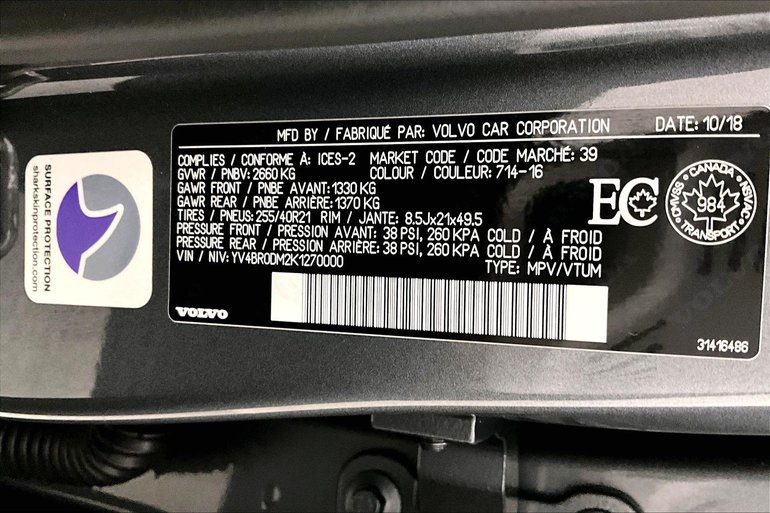 SURFACE PROTECTION
sharkskinprotection.com
MFD BY / FABRIQUÉ PAR: VOLVO CAR CORPORATION DATE: 10/18
COMPLIES / CONFORME À: ICES-2 MARKET CODE / CODE MARCHÉ: 39
GVWR / PNBV: 2660 KG COLOUR / COULEUR: 714-16
GAWR FRONT / PNBE AVANT: 1330 KG
GAWR REAR / PNBE ARRIÈRE: 1370 KG
TIRES / PNEUS: 255/40R21 RIM / JANTE: 8.5Jx21x49.5
PRESSURE FRONT / PRESSION AVANT: 38 PSI, 260 KPA COLD / À FROID
PRESSURE REAR / PRESSION ARRIÈRE: 38 PSI, 260 KPA COLD / À FROID
VIN / NIV: YV4BR0DM2K1270000 TYPE: MPV/VTUM
EC
CANADA
CMVSS NSVAC
984
TRANSPORT
VOLVO
31416486